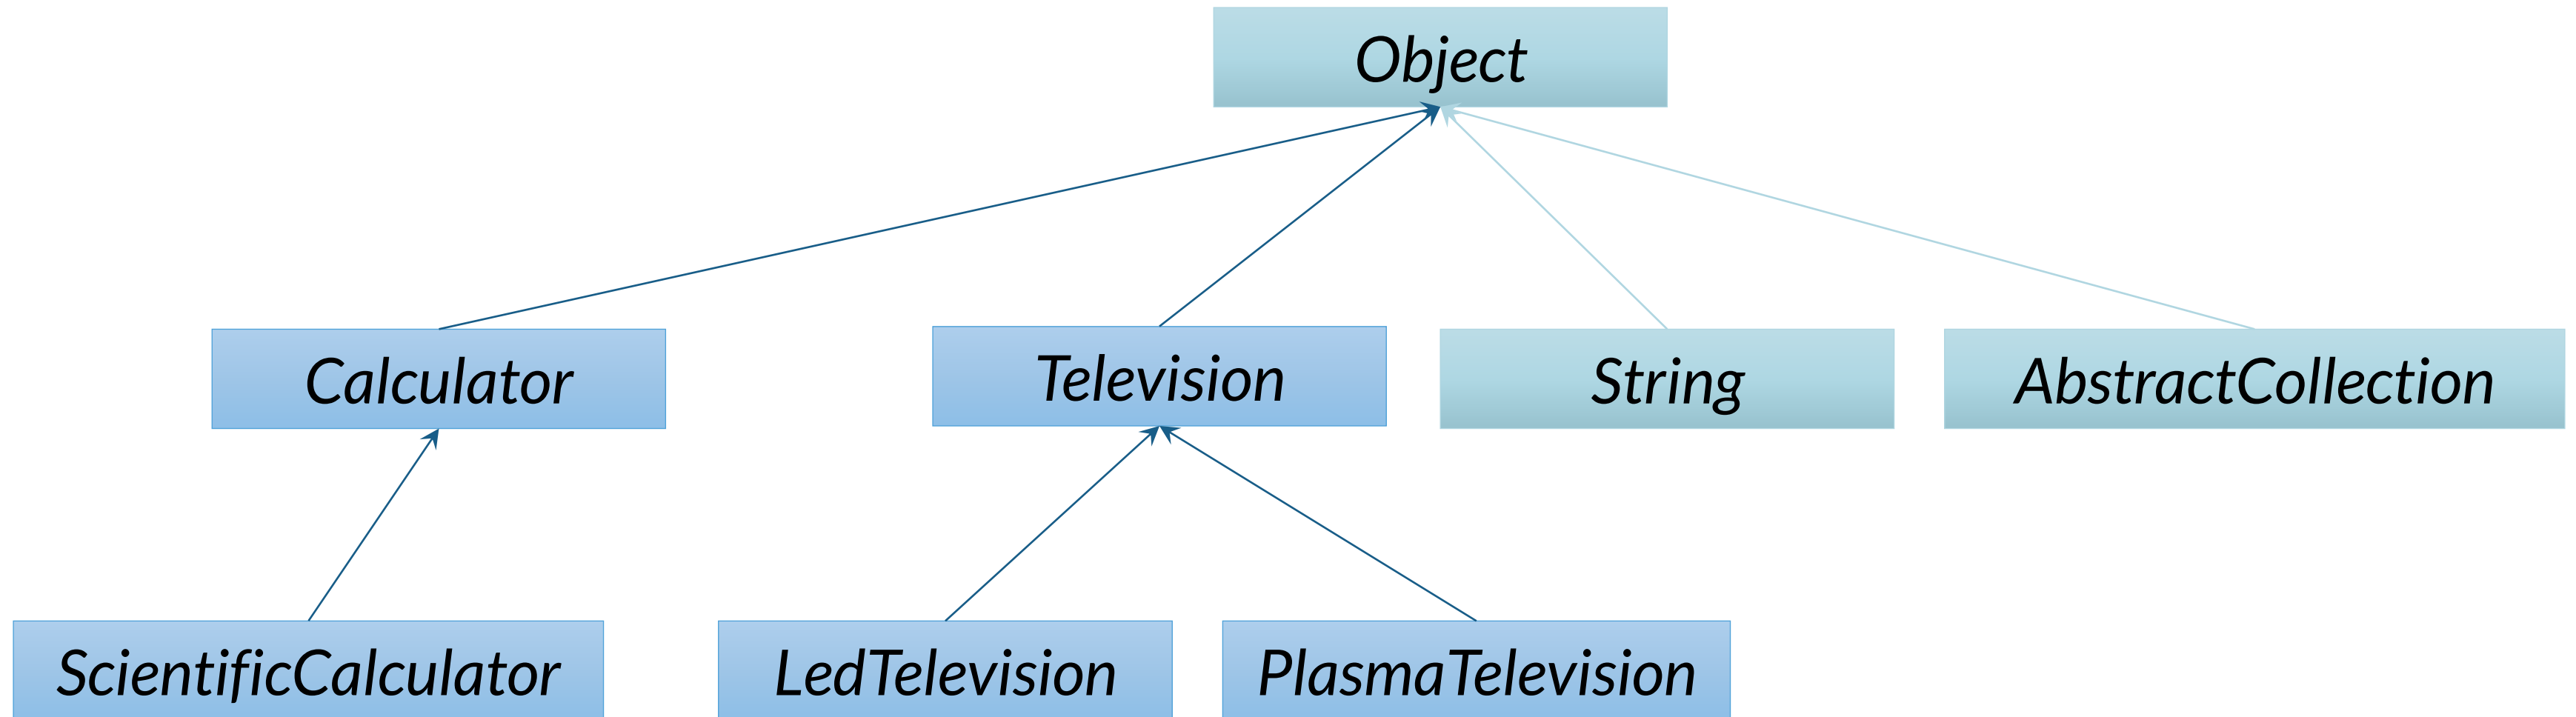 Object
Calculator
Television
String
AbstractCollection
ScientificCalculator
LedTelevision
PlasmaTelevision